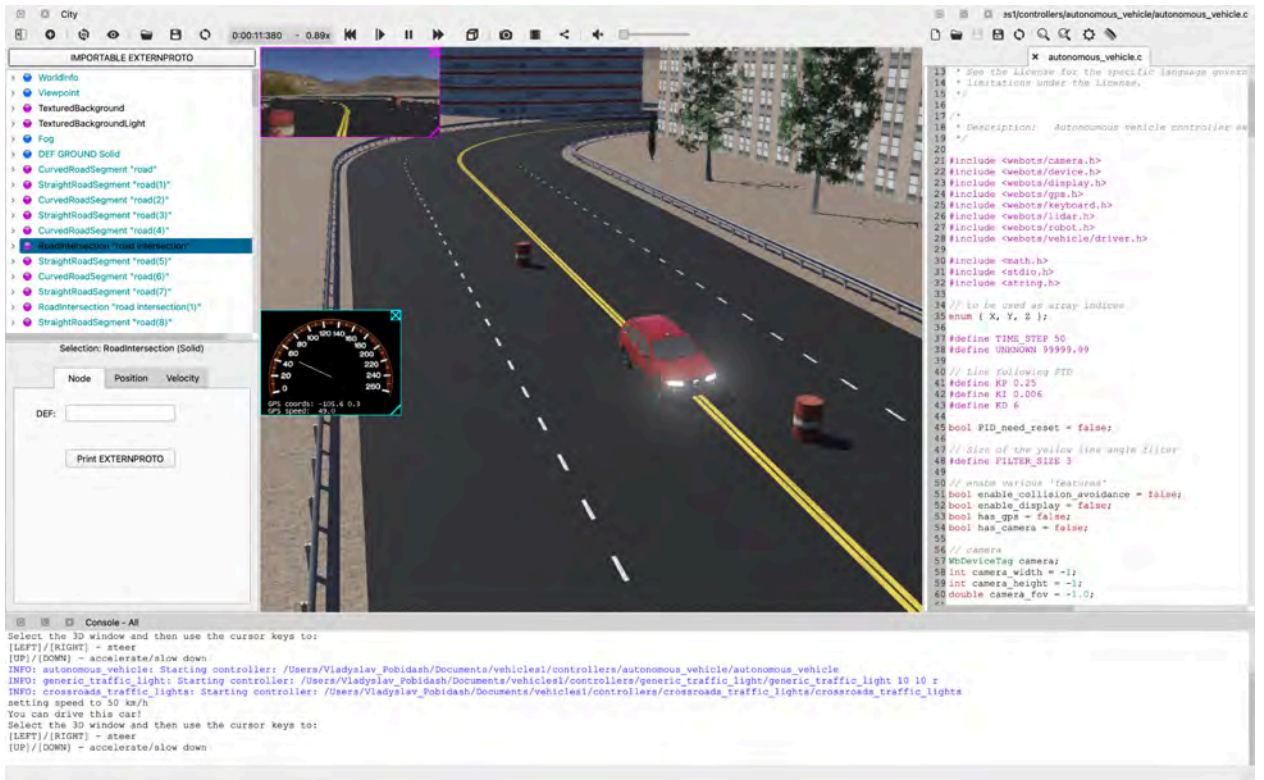 City
0:00:11:380 - 0.89x
IMPORTABLE EXTERNPROTO
WorldInfo
Viewpoint
TexturedBackground
TexturedBackgroundLight
Fog
DEF GROUND Solid
CurvedRoadSegment "road"
StraightRoadSegment "road(1)"
CurvedRoadSegment "road(2)"
StraightRoadSegment "road(3)"
CurvedRoadSegment "road(4)"
RoadIntersection "road intersection"
StraightRoadSegment "road(5)"
CurvedRoadSegment "road(6)"
StraightRoadSegment "road(7)"
RoadIntersection "road intersection(1)"
StraightRoadSegment "road(8)"
Selection: RoadIntersection (Solid)
Node Position Velocity
DEF:
Print EXTERNPROTO
0 20 40 60 80 100 120 140 160 180 200 220 240 260
GPS coords: -105.6 0.3
GPS speed: 49.0
es1/controllers/autonomous_vehicle/autonomous_vehicle.c
autonomous_vehicle.c
13 * See the License for the specific language govern
14 * limitations under the License.
15 */
16
17 /*
18 * Description: Autonoumous vehicle controller ex
19 */
20
21 #include <webots/camera.h>
22 #include <webots/device.h>
23 #include <webots/display.h>
24 #include <webots/gps.h>
25 #include <webots/keyboard.h>
26 #include <webots/lidar.h>
27 #include <webots/robot.h>
28 #include <webots/vehicle/driver.h>
29
30 #include <math.h>
31 #include <stdio.h>
32 #include <string.h>
33
34 // to be used as array indices
35 enum { X, Y, Z };
36
37 #define TIME_STEP 50
38 #define UNKNOWN 99999.99
39
40 // Line following PID
41 #define KP 0.25
42 #define KI 0.006
43 #define KD 6
44
45 bool PID_need_reset = false;
46
47 // Size of the yellow line angle filter
48 #define FILTER_SIZE 3
49
50 // enabe various 'features'
51 bool enable_collision_avoidance = false;
52 bool enable_display = false;
53 bool has_gps = false;
54 bool has_camera = false;
55
56 // camera
57 WbDeviceTag camera;
58 int camera_width = -1;
59 int camera_height = -1;
60 double camera_fov = -1.0;
Console - All
Select the 3D window and then use the cursor keys to:
[LEFT]/[RIGHT] - steer
[UP]/[DOWN] - accelerate/slow down
INFO: autonomous_vehicle: Starting controller: /Users/Vladyslav_Pobidash/Documents/vehicles1/controllers/autonomous_vehicle/autonomous_vehicle
INFO: generic_traffic_light: Starting controller: /Users/Vladyslav_Pobidash/Documents/vehicles1/controllers/generic_traffic_light/generic_traffic_light 10 10 r
INFO: crossroads_traffic_lights: Starting controller: /Users/Vladyslav_Pobidash/Documents/vehicles1/controllers/crossroads_traffic_lights/crossroads_traffic_lights
setting speed to 50 km/h
You can drive this car!
Select the 3D window and then use the cursor keys to:
[LEFT]/[RIGHT] - steer
[UP]/[DOWN] - accelerate/slow down